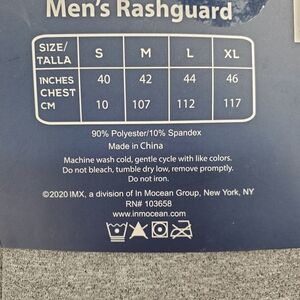 Men's Rashguard
SIZE/ TALLA S M L XL
INCHES 40 42 44 46
CHEST
CM 10 107 112 117
90% Polyester/10% Spandex
Made in China
Machine wash cold, gentle cycle with like colors.
Do not bleach, tumble dry low, remove promptly.
Do not iron.
©2020 IMX, a division of In Mocean Group, New York, NY
RN# 103658
www.inmocean.com